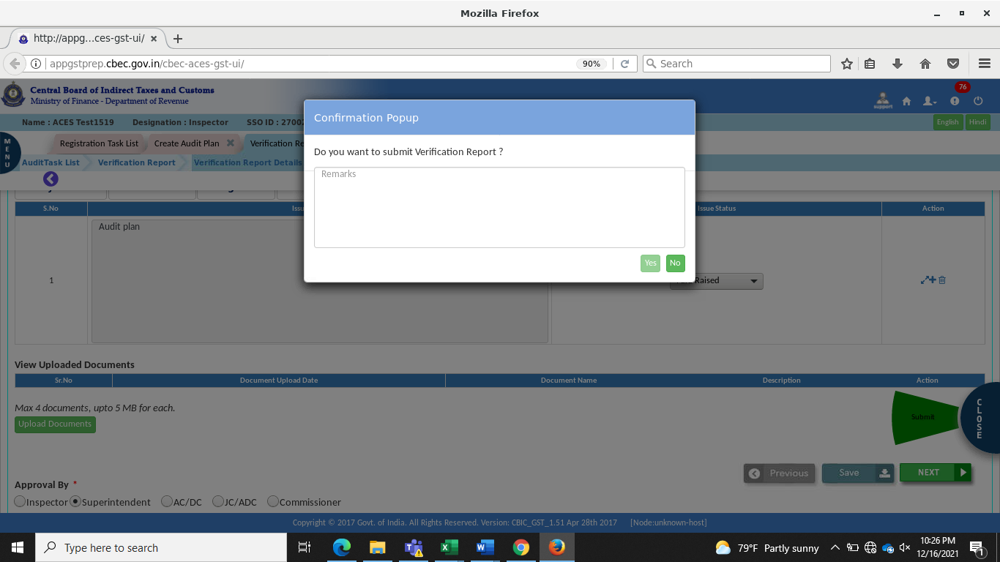 Mozilla Firefox
http://appg...ces-gst-ui/
appgstprep.cbec.gov.in/cbec-aces-gst-ui/
90%
Search
Central Board of Indirect Taxes and Customs
Ministry of Finance - Department of Revenue
76
support
Name : ACES Test1519 Designation : Inspector SSO ID : 2700
English Hindi
MENU
Registration Task List Create Audit Plan Verification Re
AuditTask List Verification Report Verification Report Details
Confirmation Popup
Do you want to submit Verification Report ?
Remarks
Yes No
S.No Issu Issue Status Action
Audit plan
1
Raised
View Uploaded Documents
Sr.No Document Upload Date Document Name Description Action
Max 4 documents, upto 5 MB for each.
Upload Documents
Submit
CLOSE
Previous Save NEXT
Approval By *
Inspector Superintendent AC/DC JC/ADC Commissioner
Copyright © 2017 Govt. of India. All Rights Reserved. Version: CBIC_GST_1.51 Apr 28th 2017 [Node:unknown-host]
Type here to search
79°F Partly sunny
10:26 PM
12/16/2021
1